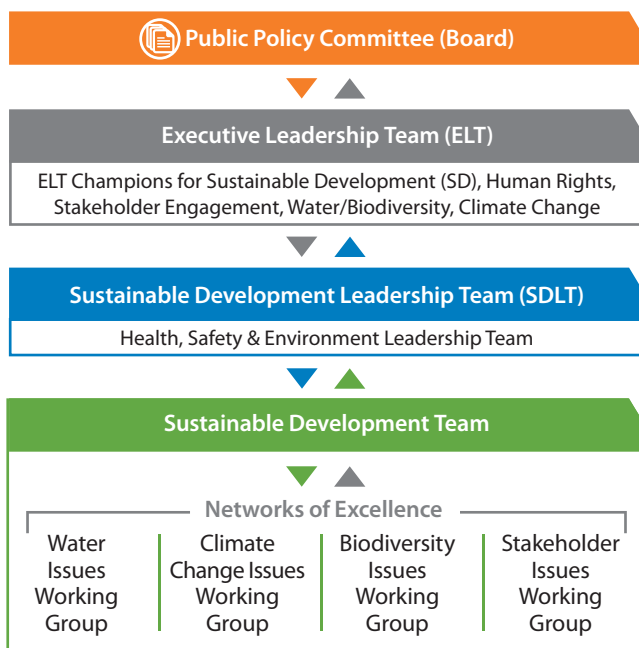 Public Policy Committee (Board)
Executive Leadership Team (ELT)
ELT Champions for Sustainable Development (SD), Human Rights,
Stakeholder Engagement, Water/Biodiversity, Climate Change
Sustainable Development Leadership Team (SDLT)
Health, Safety & Environment Leadership Team
Sustainable Development Team
Networks of Excellence
Water
Issues
Working
Group
Climate
Change Issues
Working
Group
Biodiversity
Issues
Working
Group
Stakeholder
Issues
Working
Group